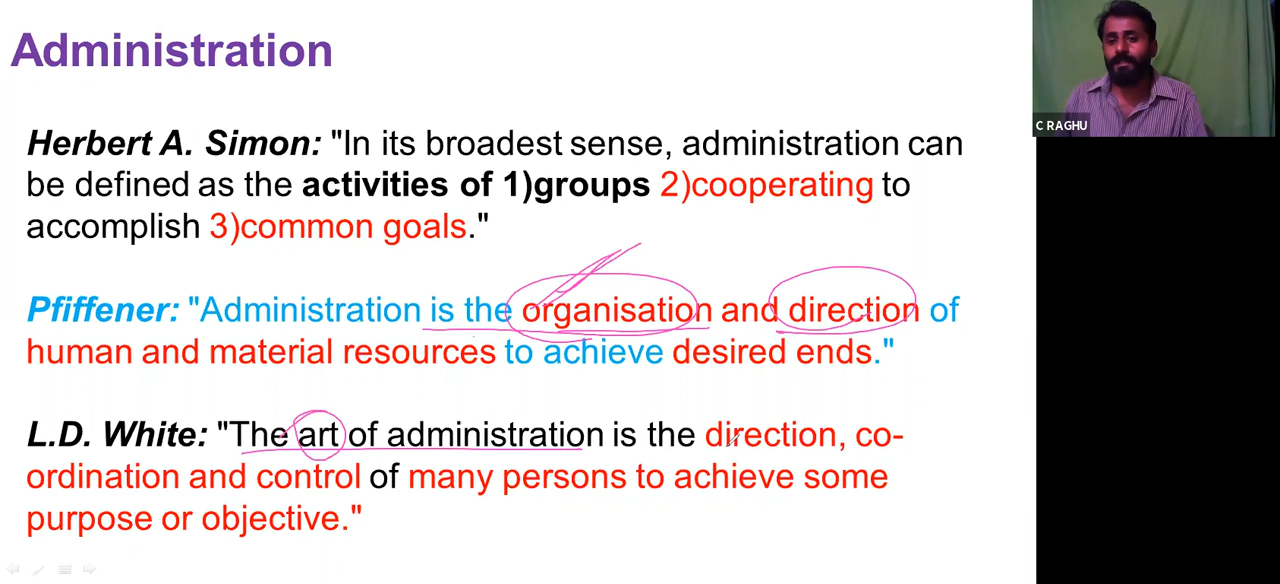 Administration
C RAGHU
Herbert A. Simon: "In its broadest sense, administration can
be defined as the activities of 1)groups 2)cooperating to
accomplish 3)common goals."
Pfiffener: "Administration is the organisation and direction of
human and material resources to achieve desired ends."
L.D. White: "The art of administration is the direction, co-
ordination and control of many persons to achieve some
purpose or objective."